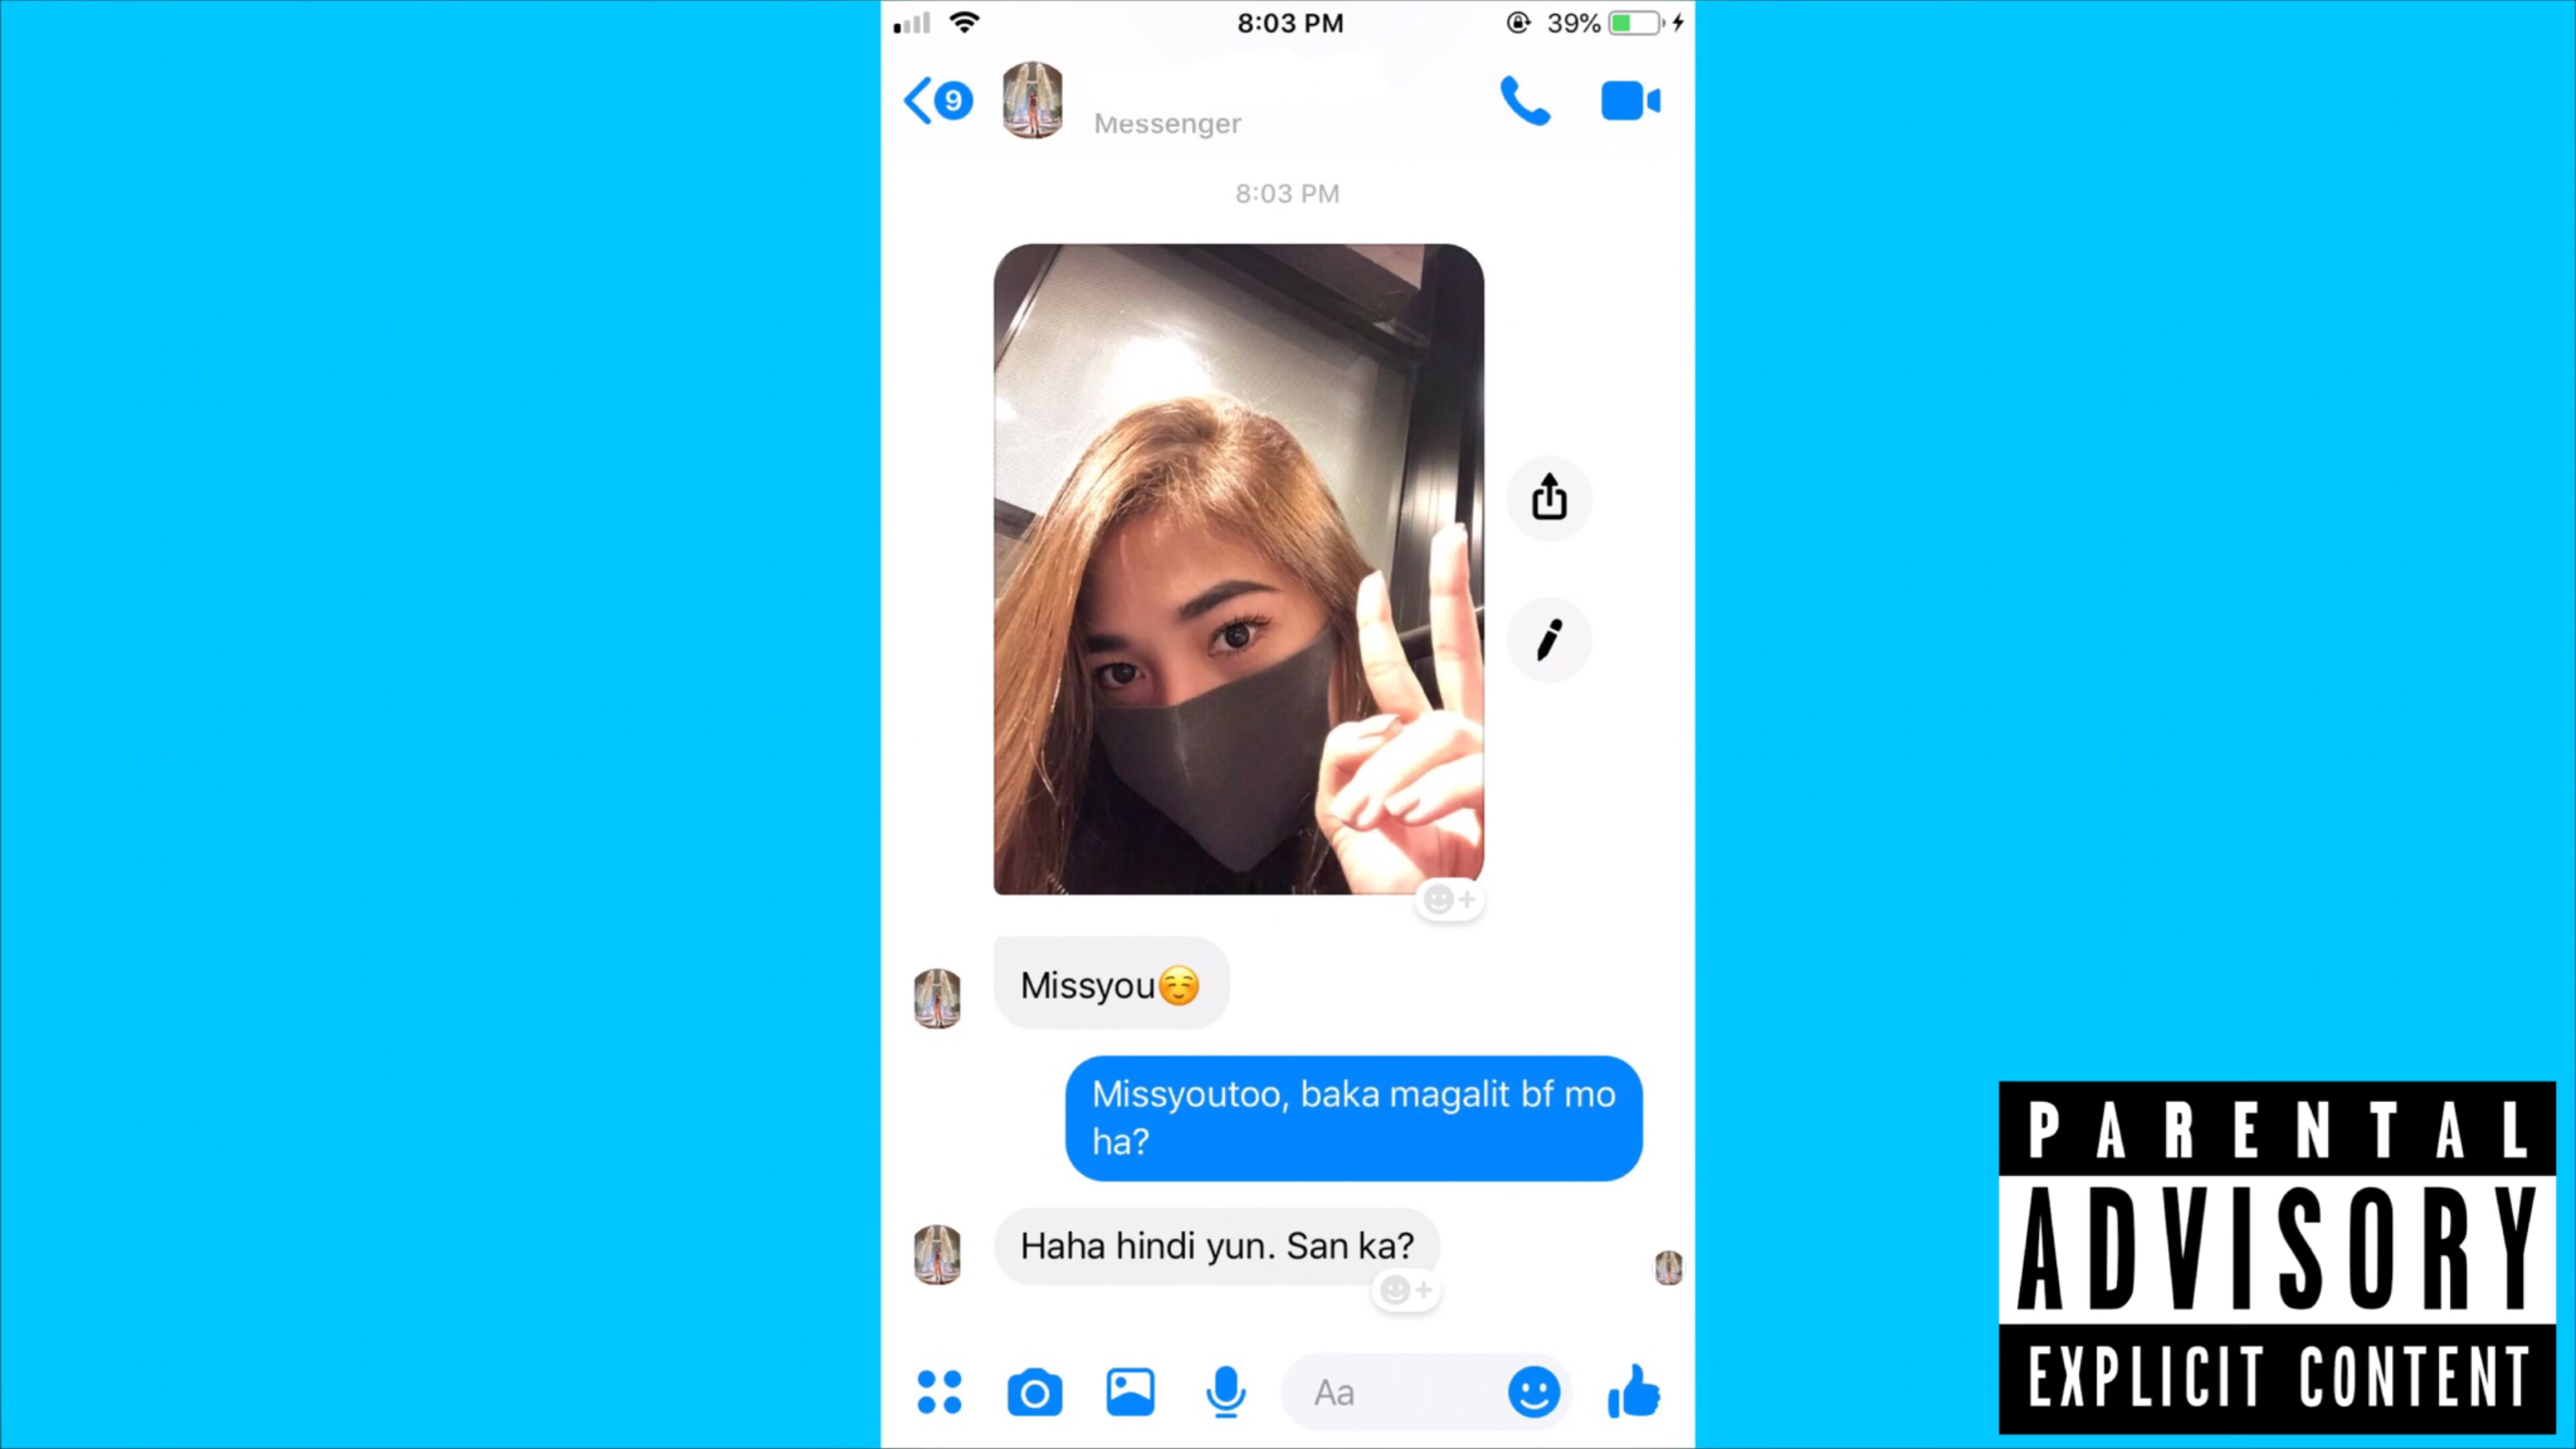 8:03 PM
39%
9
Messenger
8:03 PM
Missyou
Missyoutoo, baka magalit bf mo
ha?
Haha hindi yun. San ka?
Aa
PARENTAL
ADVISORY
EXPLICIT CONTENT